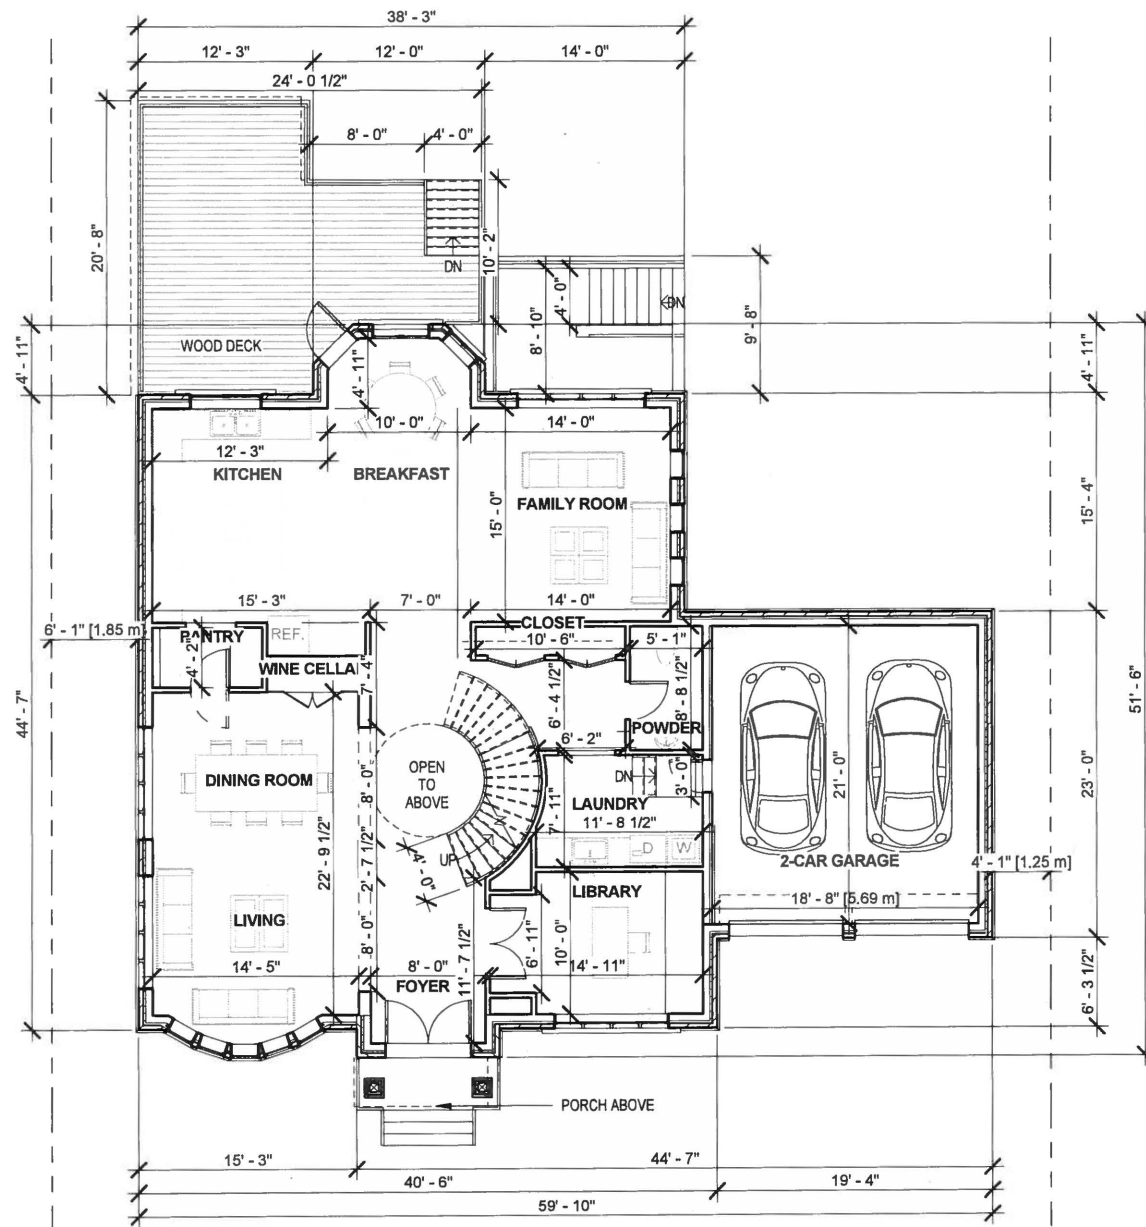 38' - 3"
12' - 3"
12' - 0"
14' - 0"
24' - 0 1/2"
8' - 0"
4' - 0"
20' - 8"
10' - 2"
DN
4' - 0"
DN
8' - 10"
9' - 8"
4' - 11"
WOOD DECK
4' - 11"
4' - 11"
10' - 0"
14' - 0"
12' - 3"
KITCHEN
BREAKFAST
FAMILY ROOM
15' - 0"
15' - 4"
15' - 3"
7' - 0"
14' - 0"
CLOSET
6' - 1" [1.85 m]
PANTRY
REF.
10' - 6"
5' - 1"
4' - 2"
WINE CELLA
7' - 4"
6' - 4 1/2"
8' - 8 1/2"
POWDER
44' - 7"
51' - 6"
6' - 2"
OPEN
TO
ABOVE
DINING ROOM
8' - 0"
DN
3' - 0"
LAUNDRY
7' - 11"
11' - 8 1/2"
21' - 0"
23' - 0"
22' - 9 1/2"
2' - 7 1/2"
UP
4' - 0"
D
W
2-CAR GARAGE
4' - 1" [1.25 m]
LIBRARY
18' - 8" [5.69 m]
LIVING
8' - 0"
11' - 7 1/2"
6' - 11"
10' - 0"
14' - 5"
8' - 0"
14' - 11"
FOYER
6' - 3 1/2"
PORCH ABOVE
15' - 3"
44' - 7"
40' - 6"
19' - 4"
59' - 10"